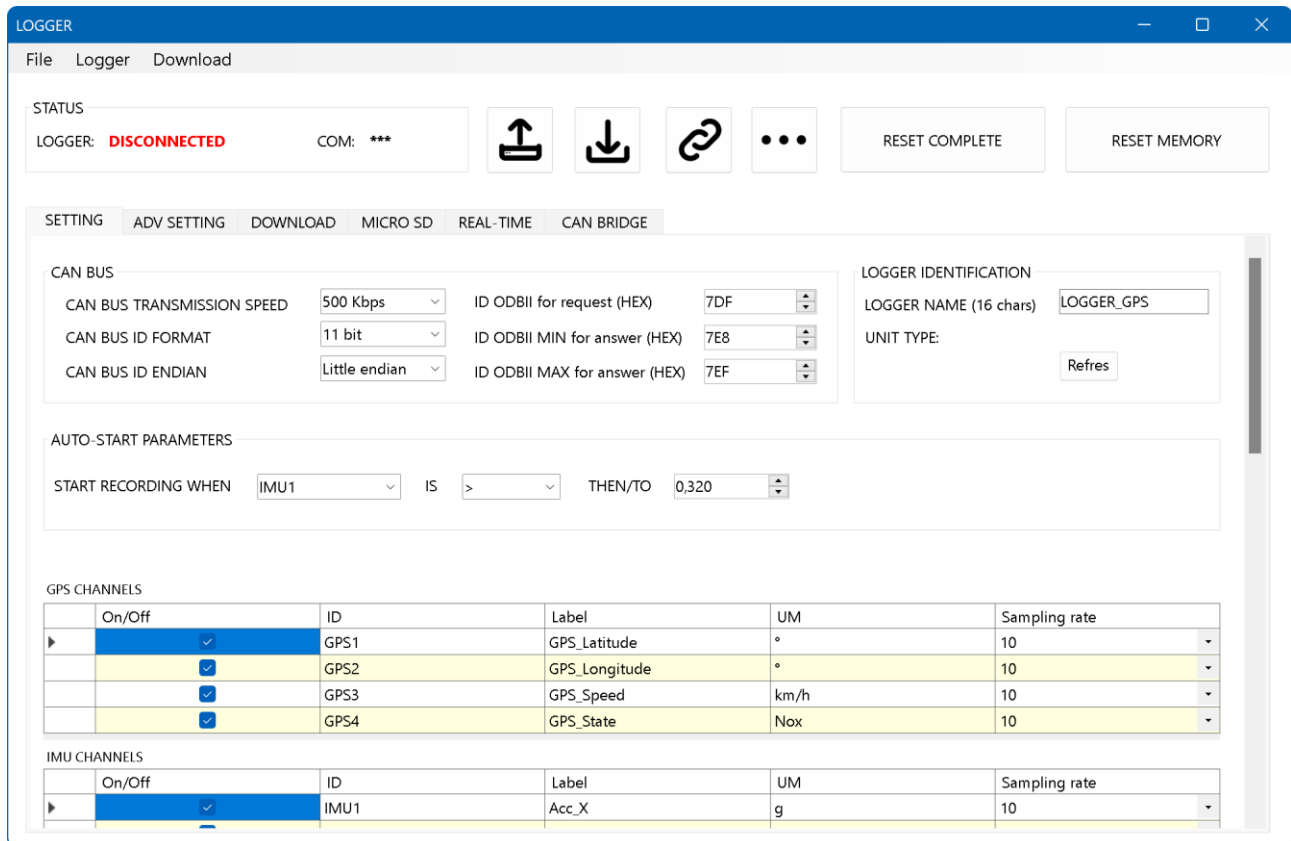 LOGGER
File Logger Download
STATUS
LOGGER: DISCONNECTED COM: ***
RESET COMPLETE RESET MEMORY
SETTING ADV SETTING DOWNLOAD MICRO SD REAL-TIME CAN BRIDGE
CAN BUS
CAN BUS TRANSMISSION SPEED 500 Kbps ID ODBII for request (HEX) 7DF
CAN BUS ID FORMAT 11 bit ID ODBII MIN for answer (HEX) 7E8
CAN BUS ID ENDIAN Little endian ID ODBII MAX for answer (HEX) 7EF
LOGGER IDENTIFICATION
LOGGER NAME (16 chars) LOGGER_GPS
UNIT TYPE:
Refres
AUTO-START PARAMETERS
START RECORDING WHEN IMU1 IS > THEN/TO 0,320
GPS CHANNELS
On/Off ID Label UM Sampling rate
GPS1 GPS_Latitude ° 10
GPS2 GPS_Longitude ° 10
GPS3 GPS_Speed km/h 10
GPS4 GPS_State Nox 10
IMU CHANNELS
On/Off ID Label UM Sampling rate
IMU1 Acc_X g 10